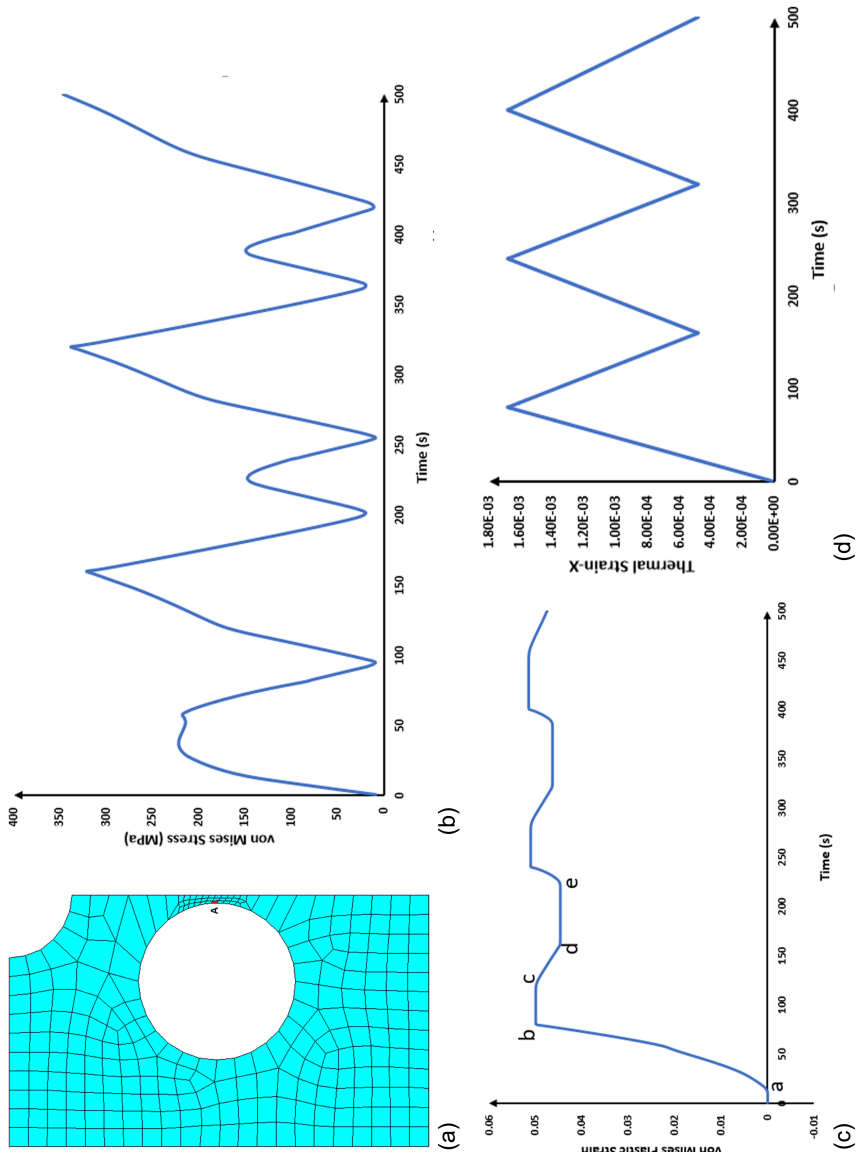 A
(a)
400
350
300
250
200
150
100
50
0
von Mises Stress (MPa)
0
50
100
150
200
250
300
350
400
450
500
Time (s)
(b)
0.06
0.05
0.04
0.03
0.02
0.01
0
-0.01
von Mises Plastic Strain
a
b
c
d
e
0
50
100
150
200
250
300
350
400
450
500
Time (s)
(c)
1.80E-03
1.60E-03
1.40E-03
1.20E-03
1.00E-03
8.00E-04
6.00E-04
4.00E-04
2.00E-04
0.00E+00
Thermal Strain-X
0
100
200
300
400
500
Time (s)
(d)